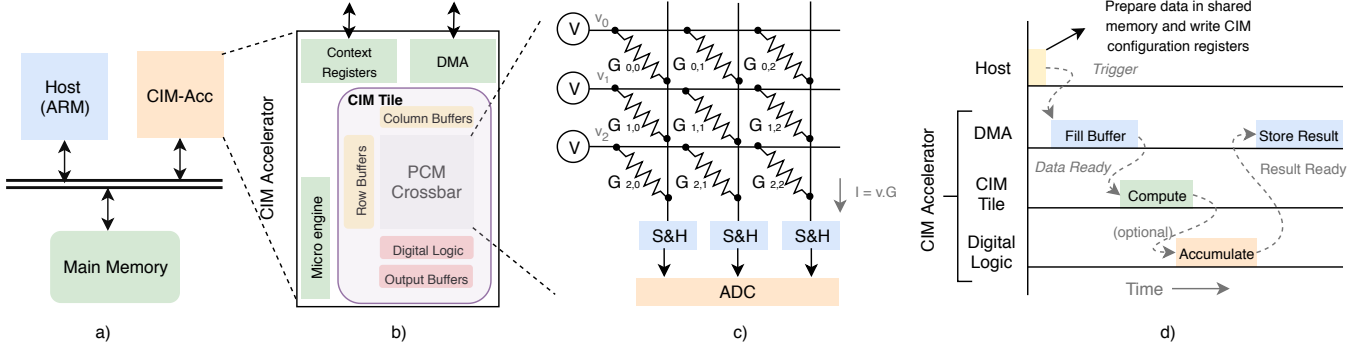 Host
(ARM)
CIM-Acc
Main Memory
a)
CIM Accelerator
Context
Registers
DMA
CIM Tile
Column Buffers
Row Buffers
PCM
Crossbar
Micro engine
Digital Logic
Output Buffers
b)
V
v0
G 0,0
G 0,1
G 0,2
V
v1
G 1,0
G 1,1
G 1,2
V
v2
G 2,0
G 2,1
G 2,2
I = v.G
S&H
S&H
S&H
ADC
c)
Prepare data in shared
memory and write CIM
configuration registers
Host
Trigger
CIM Accelerator
DMA
Fill Buffer
Store Result
Data Ready
Result Ready
CIM
Tile
Compute
(optional)
Digital
Logic
Accumulate
Time
d)